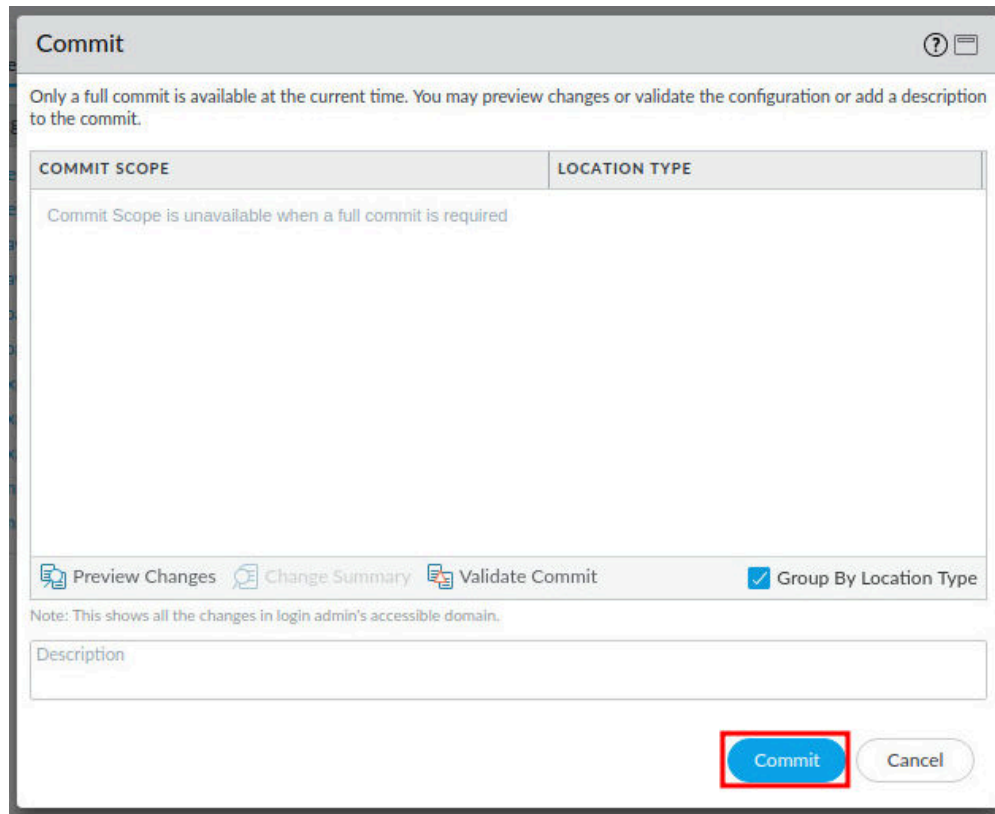 Commit
Only a full commit is available at the current time. You may preview changes or validate the configuration or add a description
to the commit.
COMMIT SCOPE LOCATION TYPE
Commit Scope is unavailable when a full commit is required
Preview Changes Change Summary Validate Commit Group By Location Type
Note: This shows all the changes in login admin's accessible domain.
Description
Commit Cancel